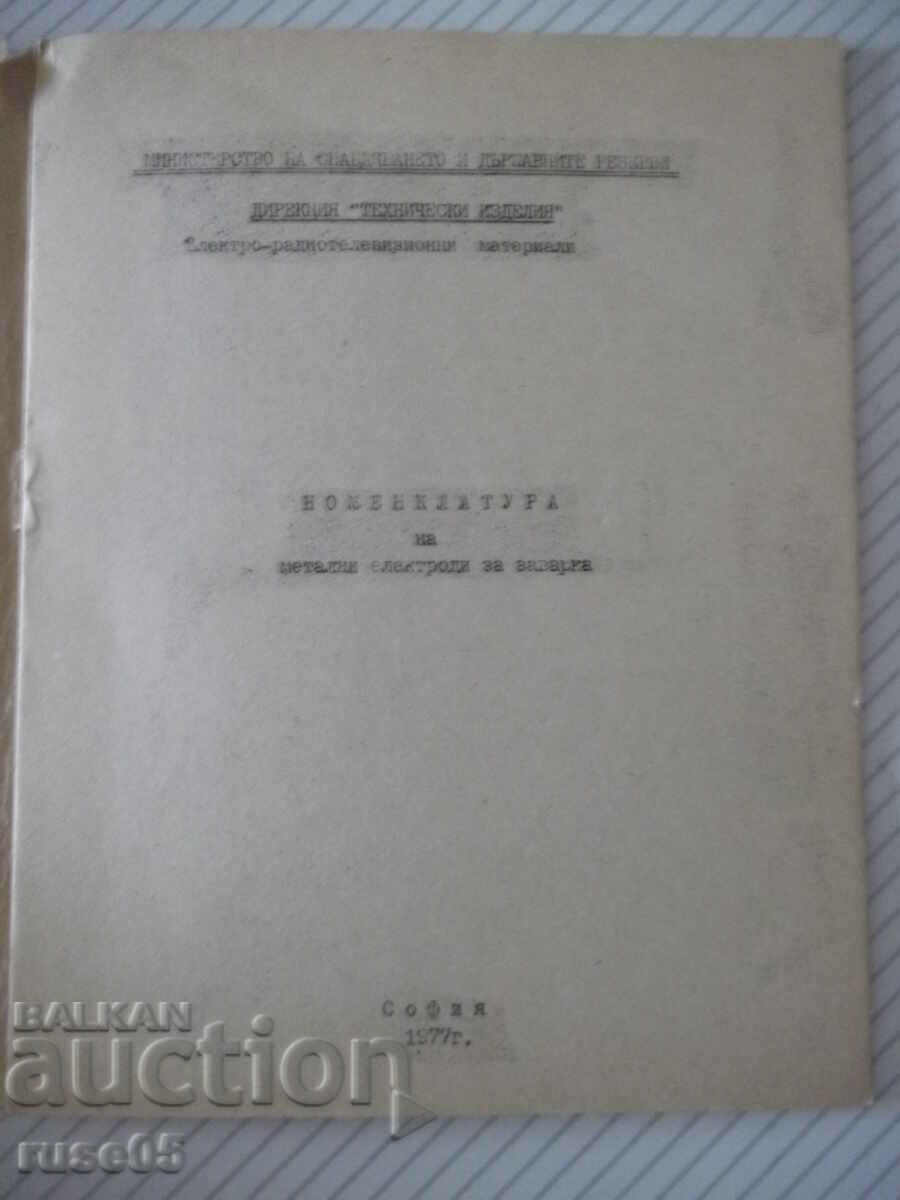 МИНИСТЕРСТВО НА СНАБДЯВАНЕТО И ДЪРЖАВНИТЕ РЕЗЕРВИ
ДИРЕКЦИЯ "ТЕХНИЧЕСКИ ИЗДЕЛИЯ"
Електро-радиотелевизионни материали
НОМЕНКЛАТУРА
на
метални електроди за заварка
София
1977г.
BALKAN
auction
ruse05